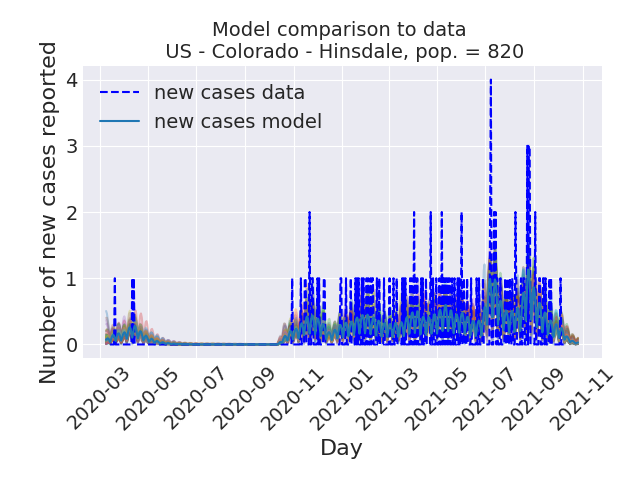 Model comparison to data
US - Colorado - Hinsdale, pop. = 820
Number of new cases reported
4
3
2
1
0
new cases data
new cases model
2020-03
2020-05
2020-07
2020-09
2020-11
2021-01
2021-03
2021-05
2021-07
2021-09
2021-11
Day